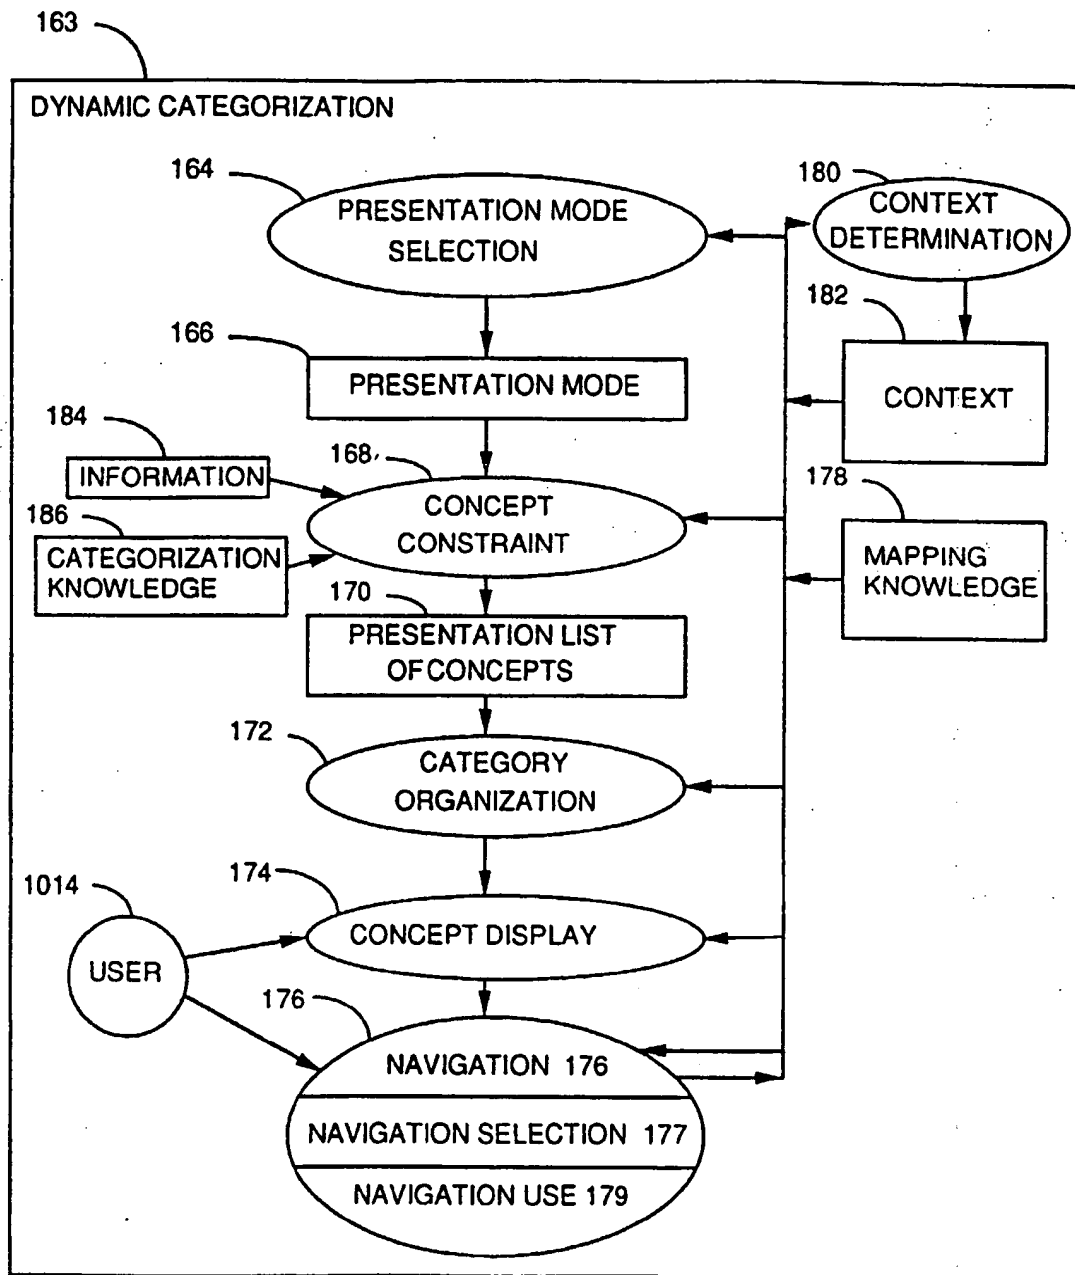 163
DYNAMIC CATEGORIZATION
164
PRESENTATION MODE
SELECTION
180
CONTEXT
DETERMINATION
166
PRESENTATION MODE
182
CONTEXT
184
INFORMATION
168
CONCEPT
CONSTRAINT
178
MAPPING
KNOWLEDGE
186
CATEGORIZATION
KNOWLEDGE
170
PRESENTATION LIST
OF CONCEPTS
172
CATEGORY
ORGANIZATION
174
CONCEPT DISPLAY
1014
USER
176
NAVIGATION 176
NAVIGATION SELECTION 177
NAVIGATION USE 179